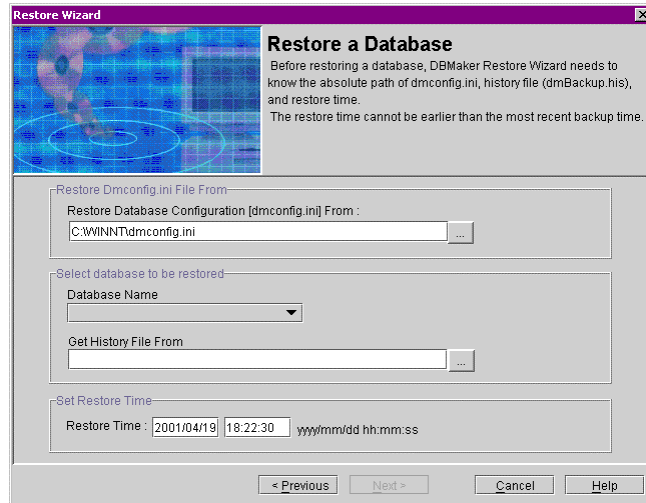 Restore Wizard
Restore a Database
Before restoring a database, DBMaker Restore Wizard needs to
know the absolute path of dmconfig.ini, history file (dmBackup.his),
and restore time.
The restore time cannot be earlier than the most recent backup time.
Restore Dmconfig.ini File From
Restore Database Configuration [dmconfig.ini] From :
C:\WINNT\dmconfig.ini
...
Select database to be restored
Database Name
Get History File From
...
Set Restore Time
Restore Time : 2001/04/19 18:22:30 yyyy/mm/dd hh:mm:ss
< Previous Next > Cancel Help